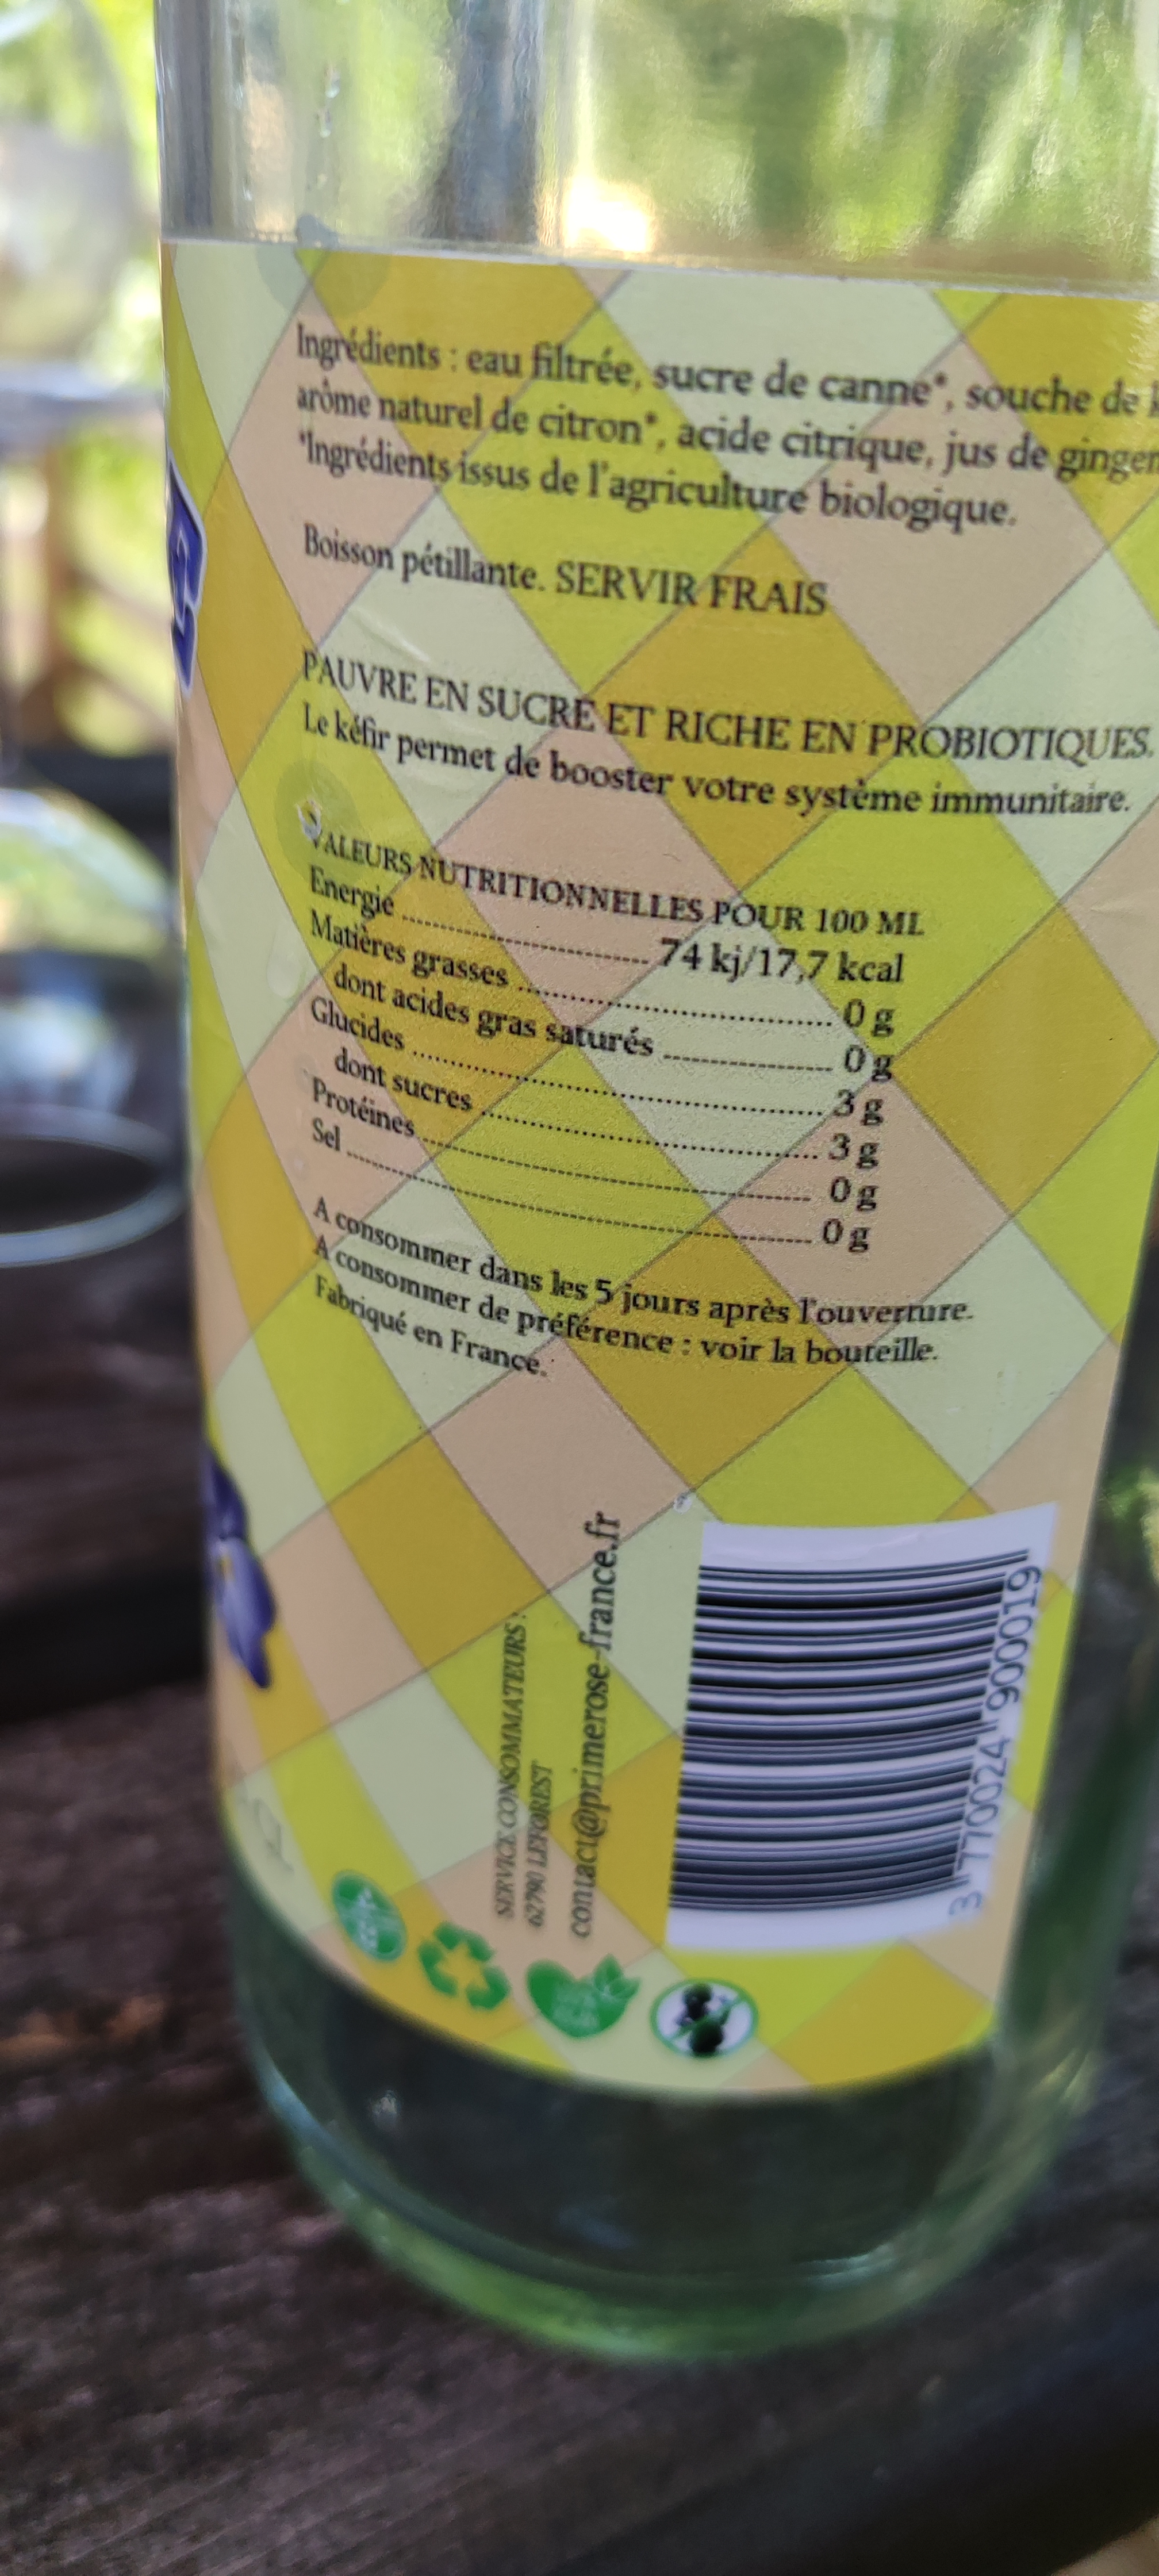 Ingrédients : eau filtrée, sucre de canne*, souche de
arôme naturel de citron*, acide citrique, jus de gingem
*Ingrédients issus de l'agriculture biologique.
Boisson pétillante. SERVIR FRAIS
PAUVRE EN SUCRE ET RICHE EN PROBIOTIQUES.
Le kéfir permet de booster votre système immunitaire.
VALEURS NUTRITIONNELLES POUR 100 ML
Energie ........ 74 kj/17,7 kcal
Matières grasses ........ 0 g
dont acides gras saturés ........ 0 g
Glucides ........ 3 g
dont sucres ........ 3 g
Protéines ........ 0 g
Sel ........ 0 g
A consommer dans les 5 jours après l'ouverture.
A consommer de préférence : voir la bouteille.
Fabriqué en France.
SERVICE CONSOMMATEURS :
62790 LEFOREST
contact@primerose-france.fr
3 770024 900019
CL